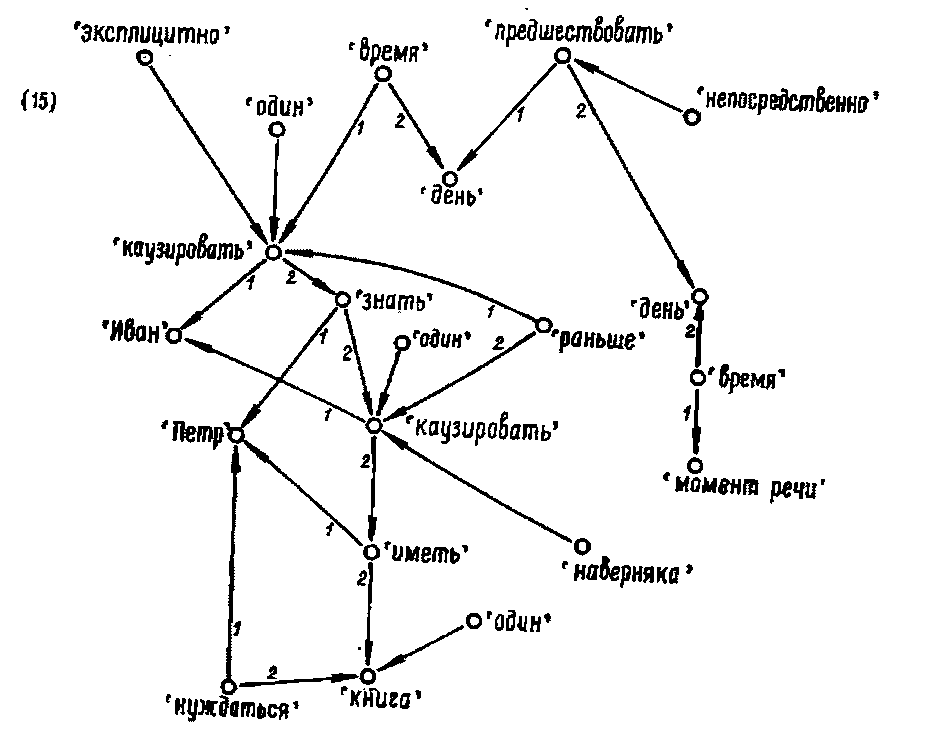 'эксплицитно'
'время'
'предшествовать'
(15)
'один'
'непосредственно'
1
2
1
2
'день'
'каузировать'
1
2
'знать'
'день'
'Иван'
1
2
'один'
1
2
'раньше'
2
'время'
1
1
'Петр'
'каузировать'
2
'момент речи'
1
'иметь'
2
'наверняка'
1
'один'
2
'нуждаться'
'книга'